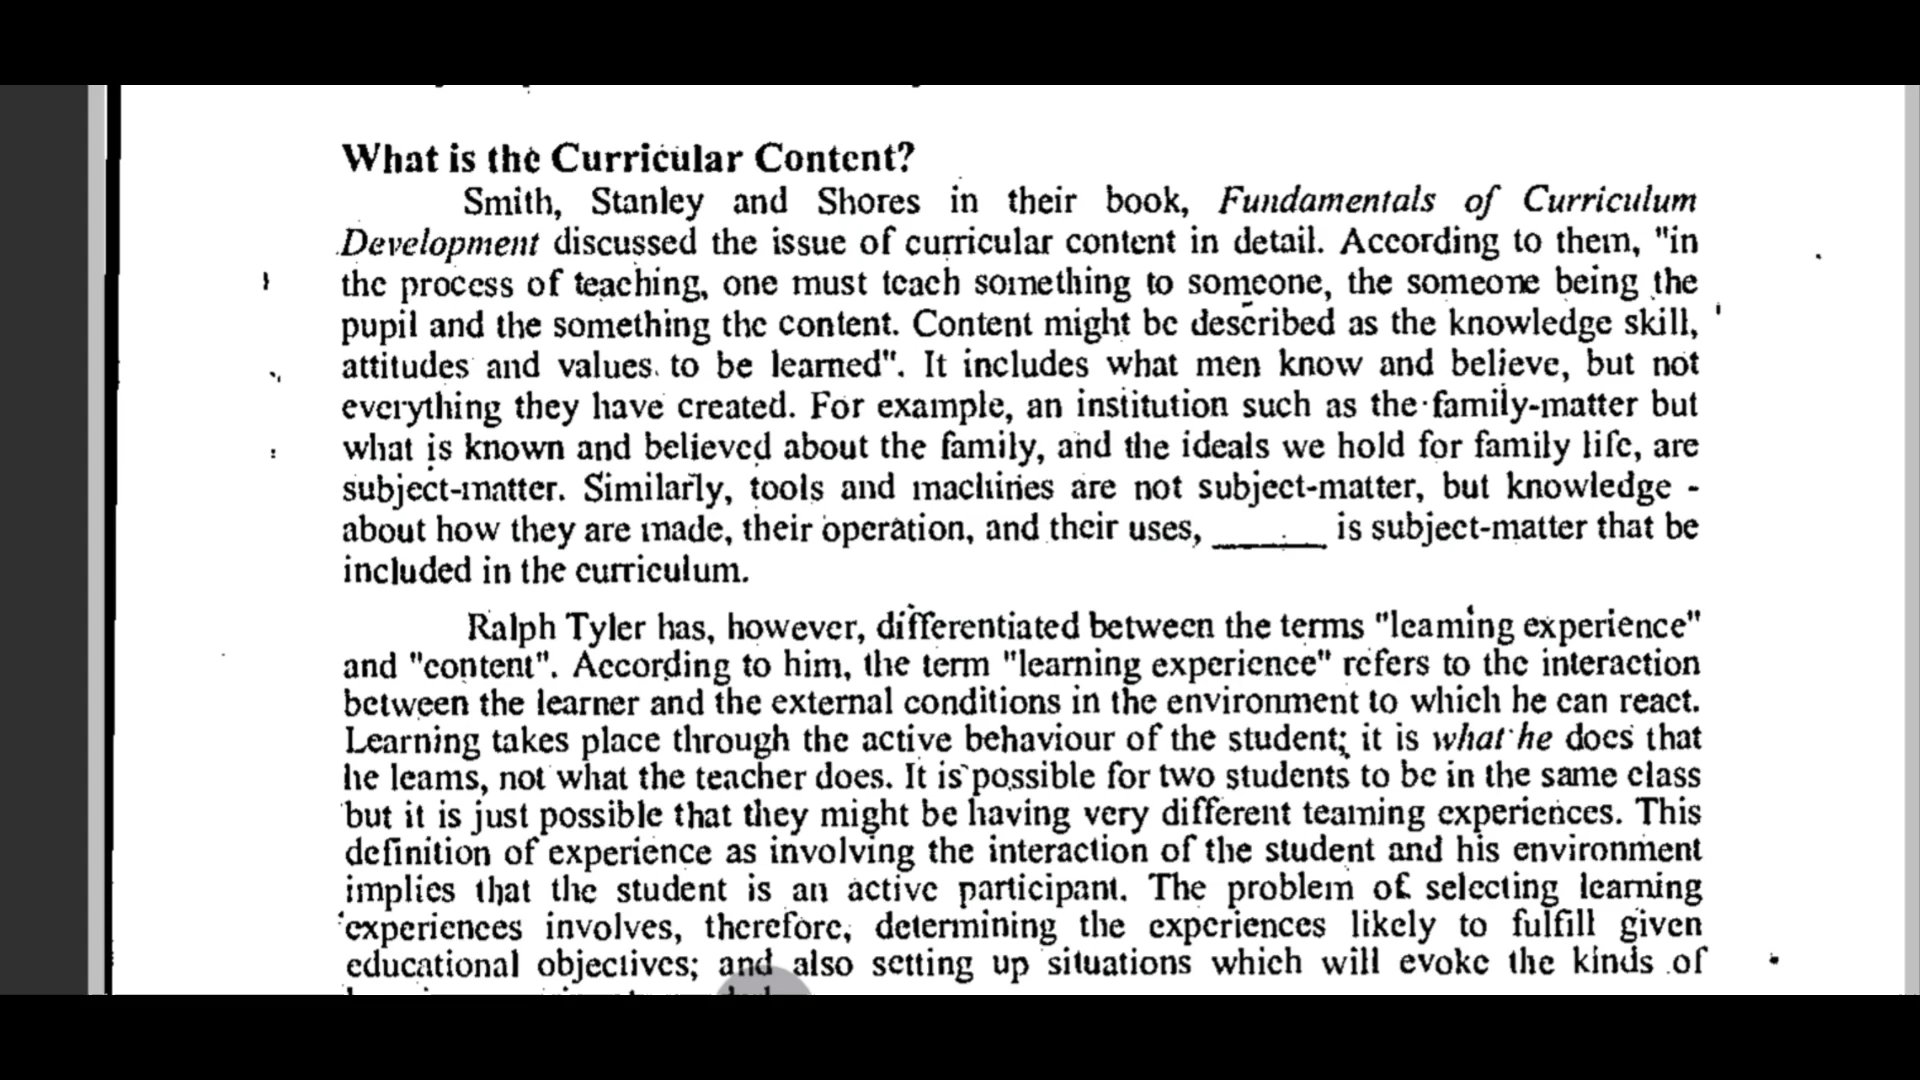 What is the Curricular Content?
Smith, Stanley and Shores in their book, Fundamentals of Curriculum
Development discussed the issue of curricular content in detail. According to them, "in
the process of teaching, one must teach something to someone, the someone being the
pupil and the something the content. Content might be described as the knowledge skill,
attitudes and values to be learned". It includes what men know and believe, but not
everything they have created. For example, an institution such as the family-matter but
what is known and believed about the family, and the ideals we hold for family life, are
subject-matter. Similarly, tools and machines are not subject-matter, but knowledge -
about how they are made, their operation, and their uses, ______ is subject-matter that be
included in the curriculum.
Ralph Tyler has, however, differentiated between the terms "leaming experience"
and "content". According to him, the term "learning experience" refers to the interaction
between the learner and the external conditions in the environment to which he can react.
Learning takes place through the active behaviour of the student; it is what he does that
he leams, not what the teacher does. It is possible for two students to be in the same class
but it is just possible that they might be having very different teaming experiences. This
definition of experience as involving the interaction of the student and his environment
implies that the student is an active participant. The problem of selecting learning
experiences involves, therefore, determining the experiences likely to fulfill given
educational objectives; and also setting up situations which will evoke the kinds of